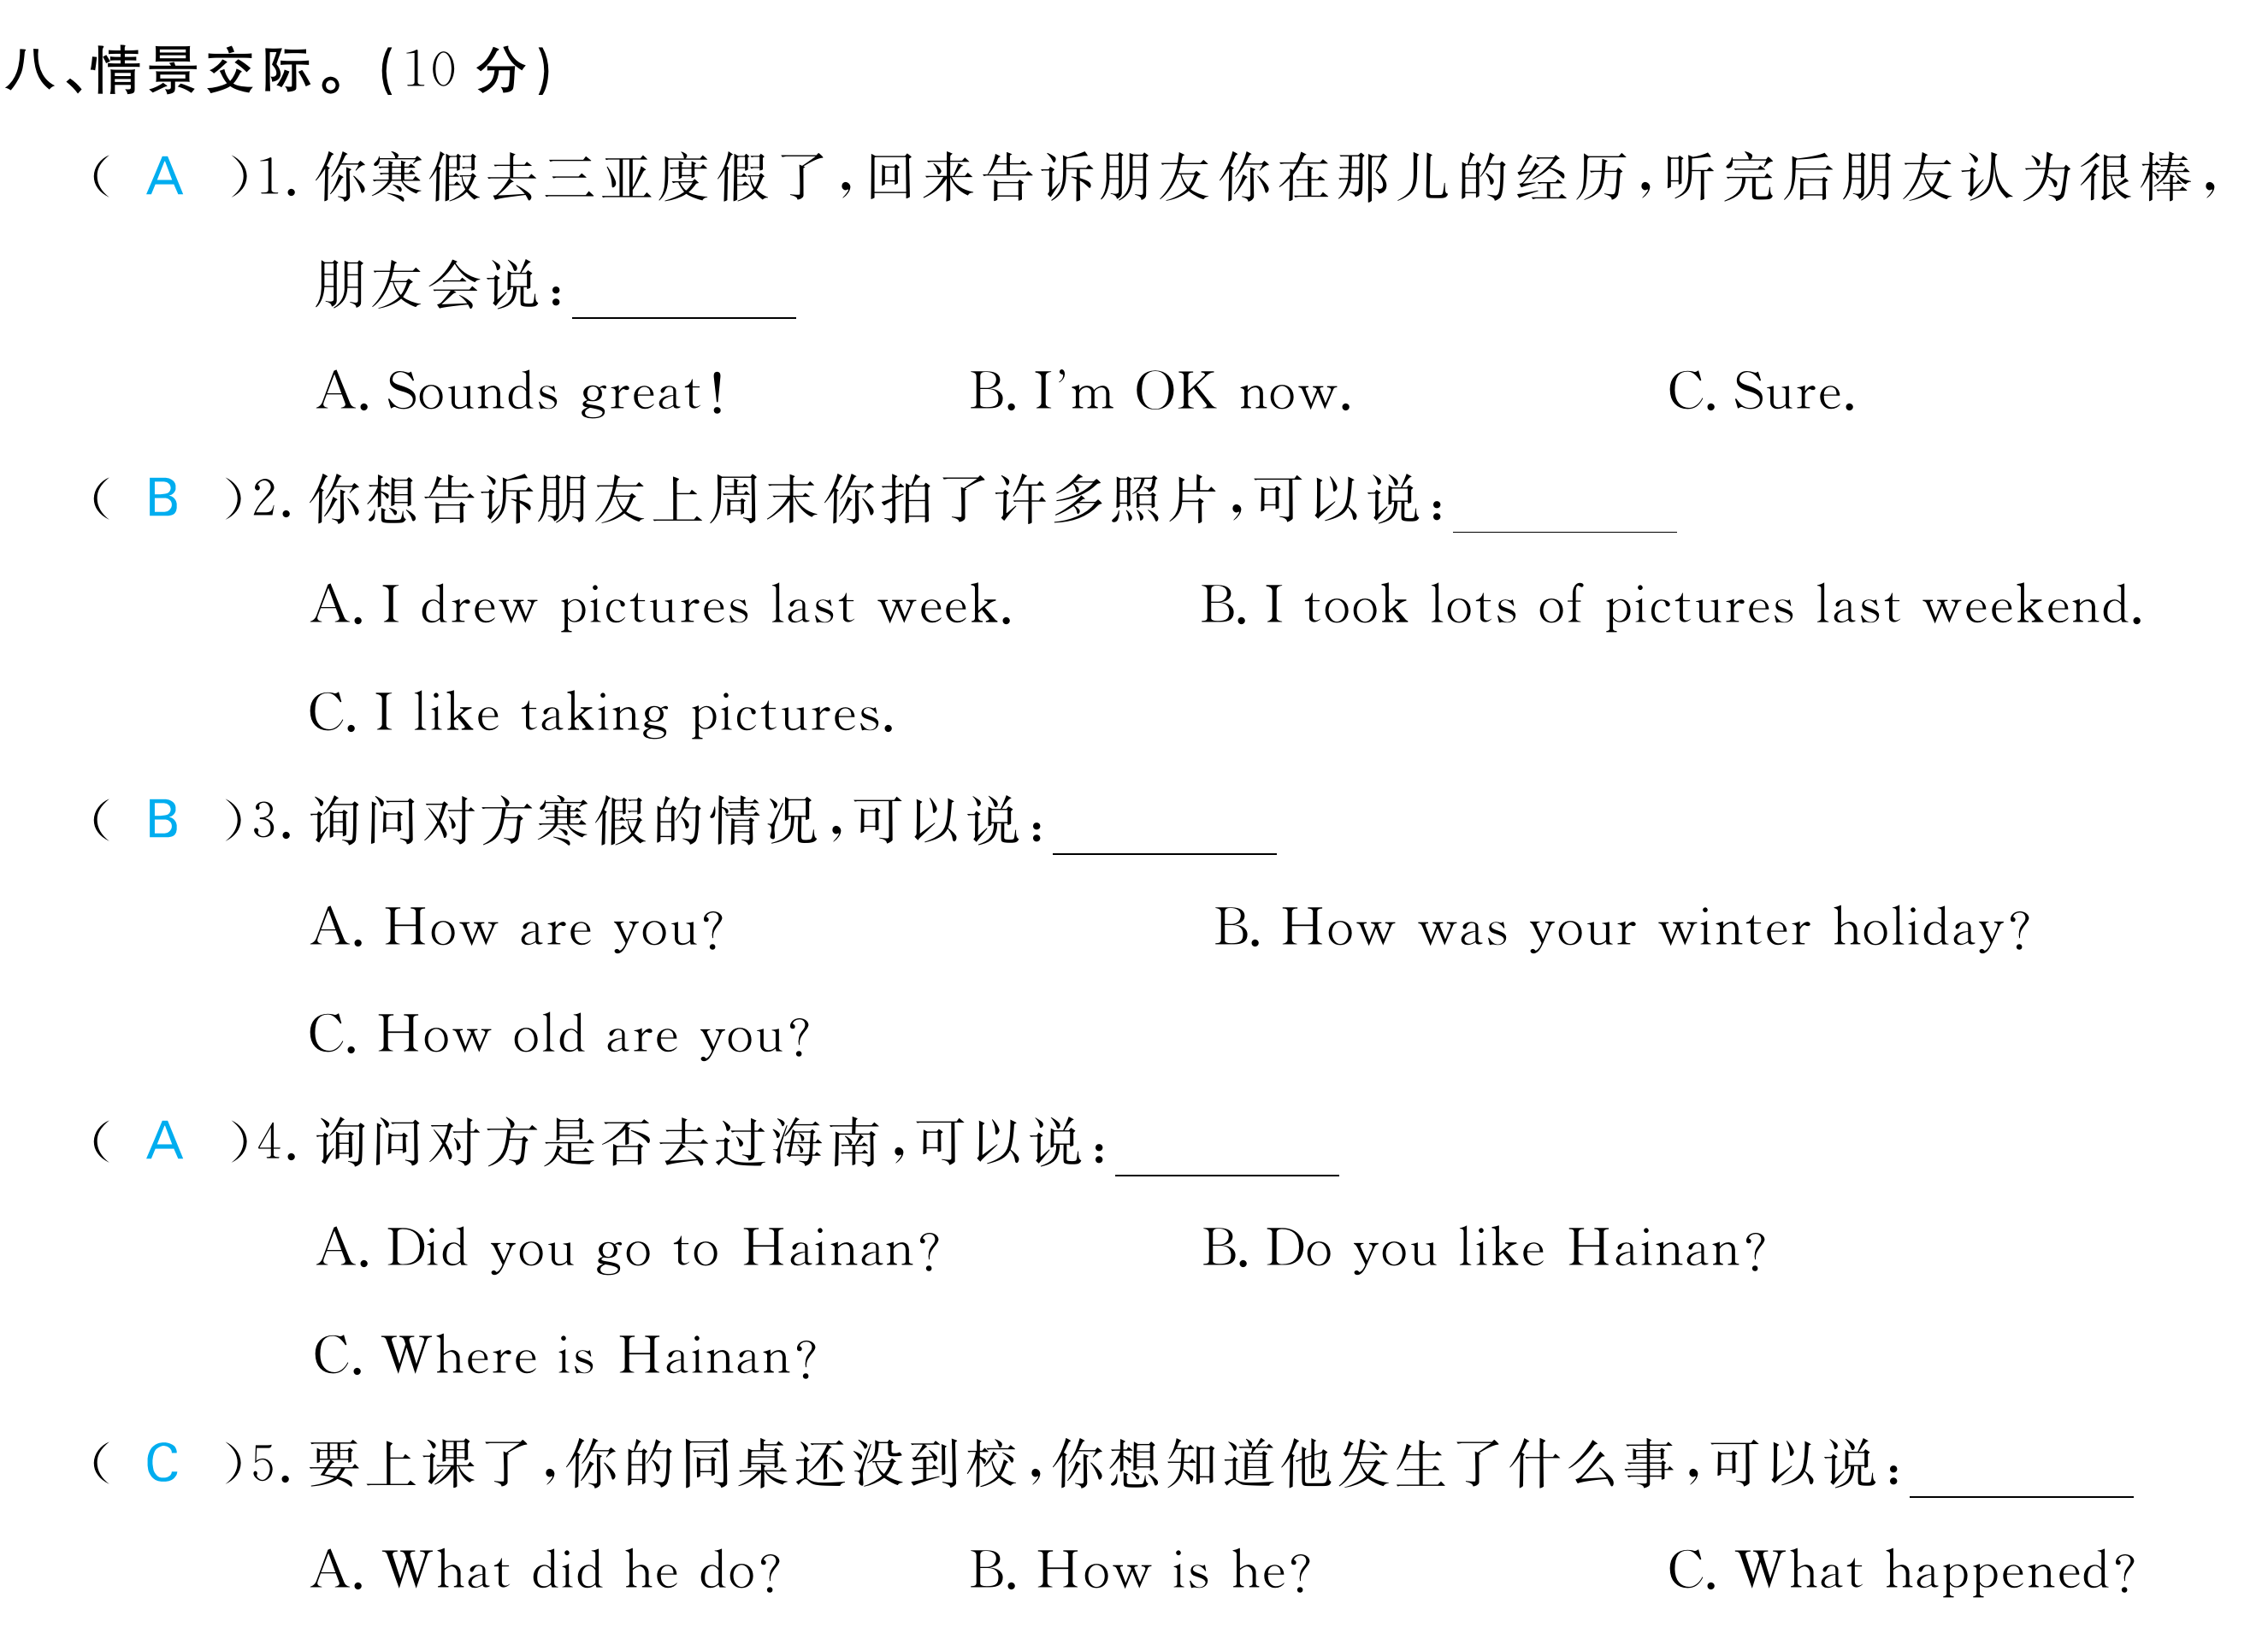 八、情景交际。(10 分)
( A )1. 你寒假去三亚度假了,回来告诉朋友你在那儿的经历,听完后朋友认为很棒,
朋友会说:________
A. Sounds great! B. I'm OK now. C. Sure.
( B )2. 你想告诉朋友上周末你拍了许多照片,可以说:________
A. I drew pictures last week. B. I took lots of pictures last weekend.
C. I like taking pictures.
( B )3. 询问对方寒假的情况,可以说:________
A. How are you? B. How was your winter holiday?
C. How old are you?
( A )4. 询问对方是否去过海南,可以说:________
A. Did you go to Hainan? B. Do you like Hainan?
C. Where is Hainan?
( C )5. 要上课了,你的同桌还没到校,你想知道他发生了什么事,可以说:________
A. What did he do? B. How is he? C. What happened?